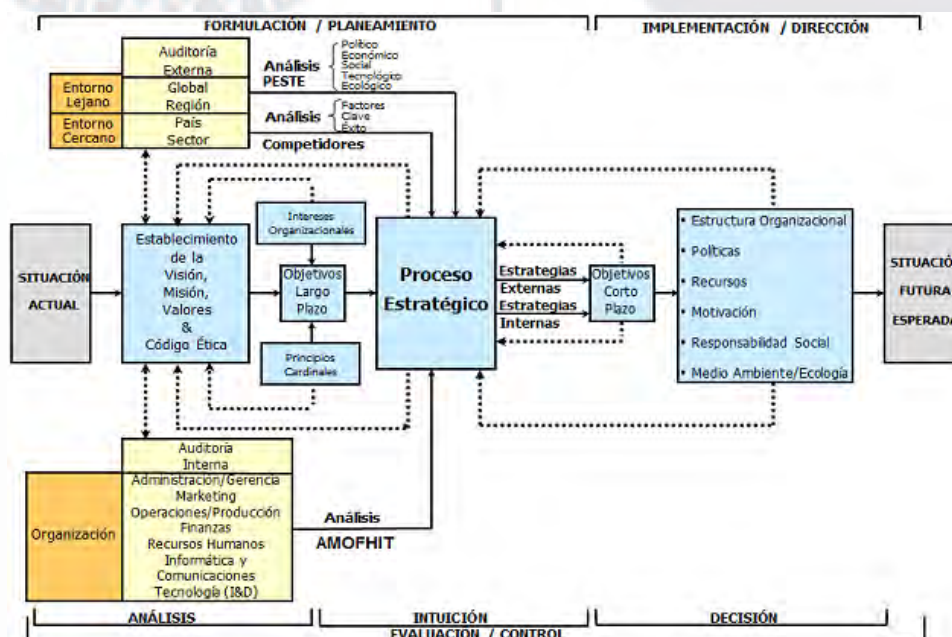 FORMULACIÓN / PLANEAMIENTO
IMPLEMENTACIÓN / DIRECCIÓN
Auditoría
Externa
Entorno
Lejano
Global
Región
Entorno
Cercano
País
Sector
Análisis
PESTE
Político
Económico
Social
Tecnológico
Ecológico
Análisis
Competidores
Factores
Clave
Éxito
SITUACIÓN
ACTUAL
Establecimiento
de la
Visión,
Misión,
Valores
&
Código Ética
Intereses
Organizacionales
Objetivos
Largo
Plazo
Principios
Cardinales
Proceso
Estratégico
Estrategias
Externas
Estrategias
Internas
Objetivos
Corto
Plazo
• Estructura Organizacional
• Políticas
• Recursos
• Motivación
• Responsabilidad Social
• Medio Ambiente/Ecología
SITUACIÓN
FUTURA
ESPERADA
Auditoría
Interna
Organización
Administración/Gerencia
Marketing
Operaciones/Producción
Finanzas
Recursos Humanos
Informática y
Comunicaciones
Tecnología (I&D)
Análisis
AMOFHIT
ANÁLISIS
INTUICIÓN
DECISIÓN
EVALUACIÓN / CONTROL